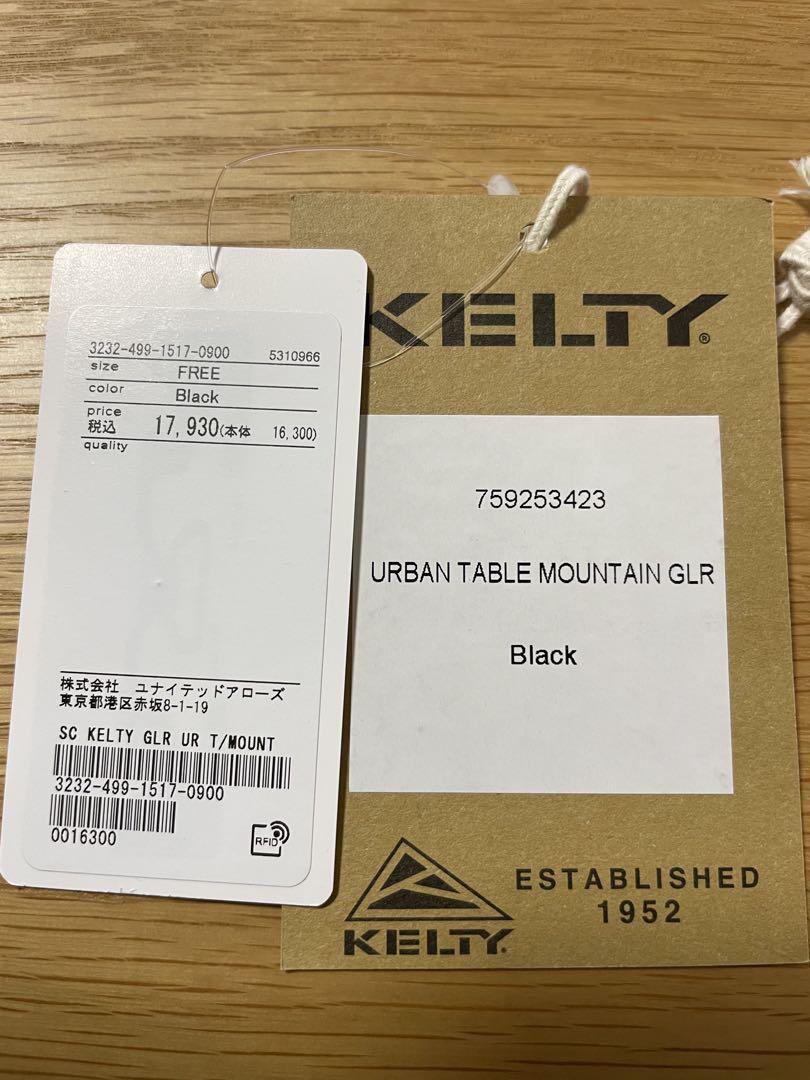 3232-499-1517-0900 5310966
size FREE
color Black
price
税込 17,930(本体 16,300)
quality
株式会社 ユナイテッドアローズ
東京都港区赤坂8-1-19
SC KELTY GLR UR T/MOUNT
3232-499-1517-0900
0016300
RFID
KELTY®
759253423
URBAN TABLE MOUNTAIN GLR
Black
KELTY®
ESTABLISHED
1952